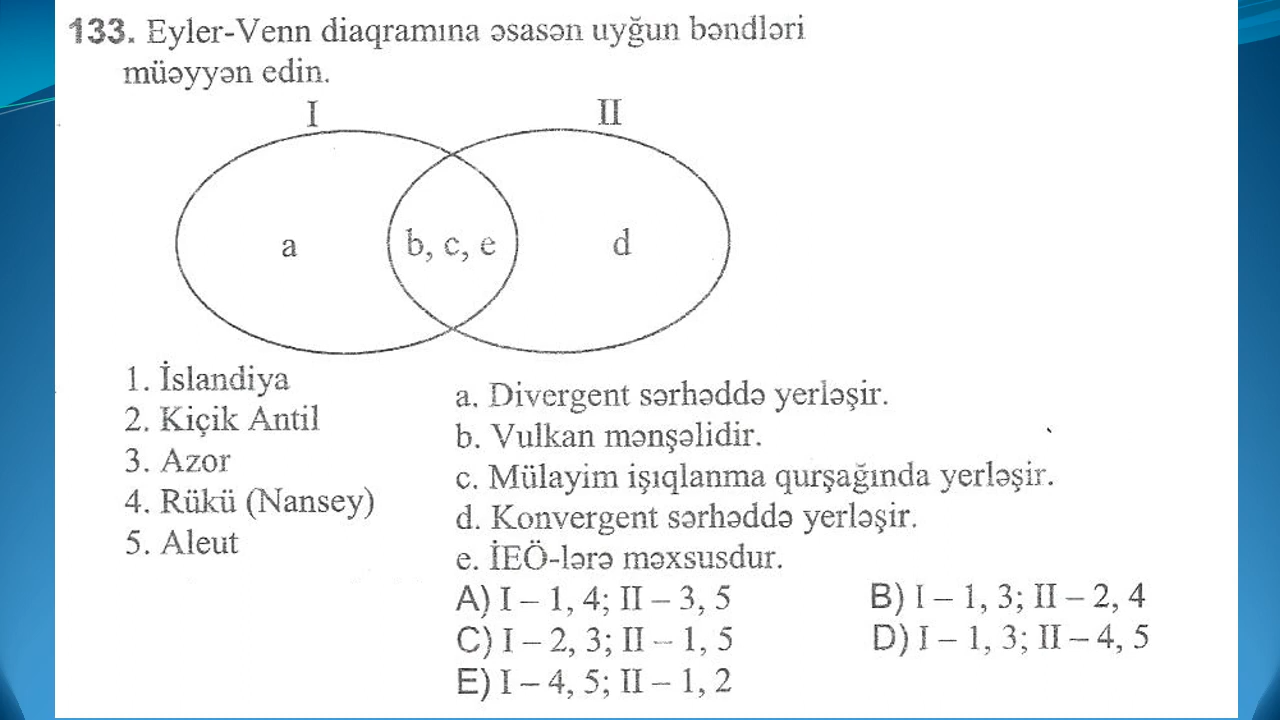 133. Eyler-Venn diaqramına əsasən uyğun bəndləri
müəyyən edin.
I
II
a
b, c, e
d
1. İslandiya
2. Kiçik Antil
3. Azor
4. Rükü (Nansey)
5. Aleut
a. Divergent sərhəddə yerləşir.
b. Vulkan mənşəlidir.
c. Mülayim işıqlanma qurşağında yerləşir.
d. Konvergent sərhəddə yerləşir.
e. İEÖ-lərə məxsusdur.
A) I – 1, 4; II – 3, 5
B) I – 1, 3; II – 2, 4
C) I – 2, 3; II – 1, 5
D) I – 1, 3; II – 4, 5
E) I – 4, 5; II – 1, 2